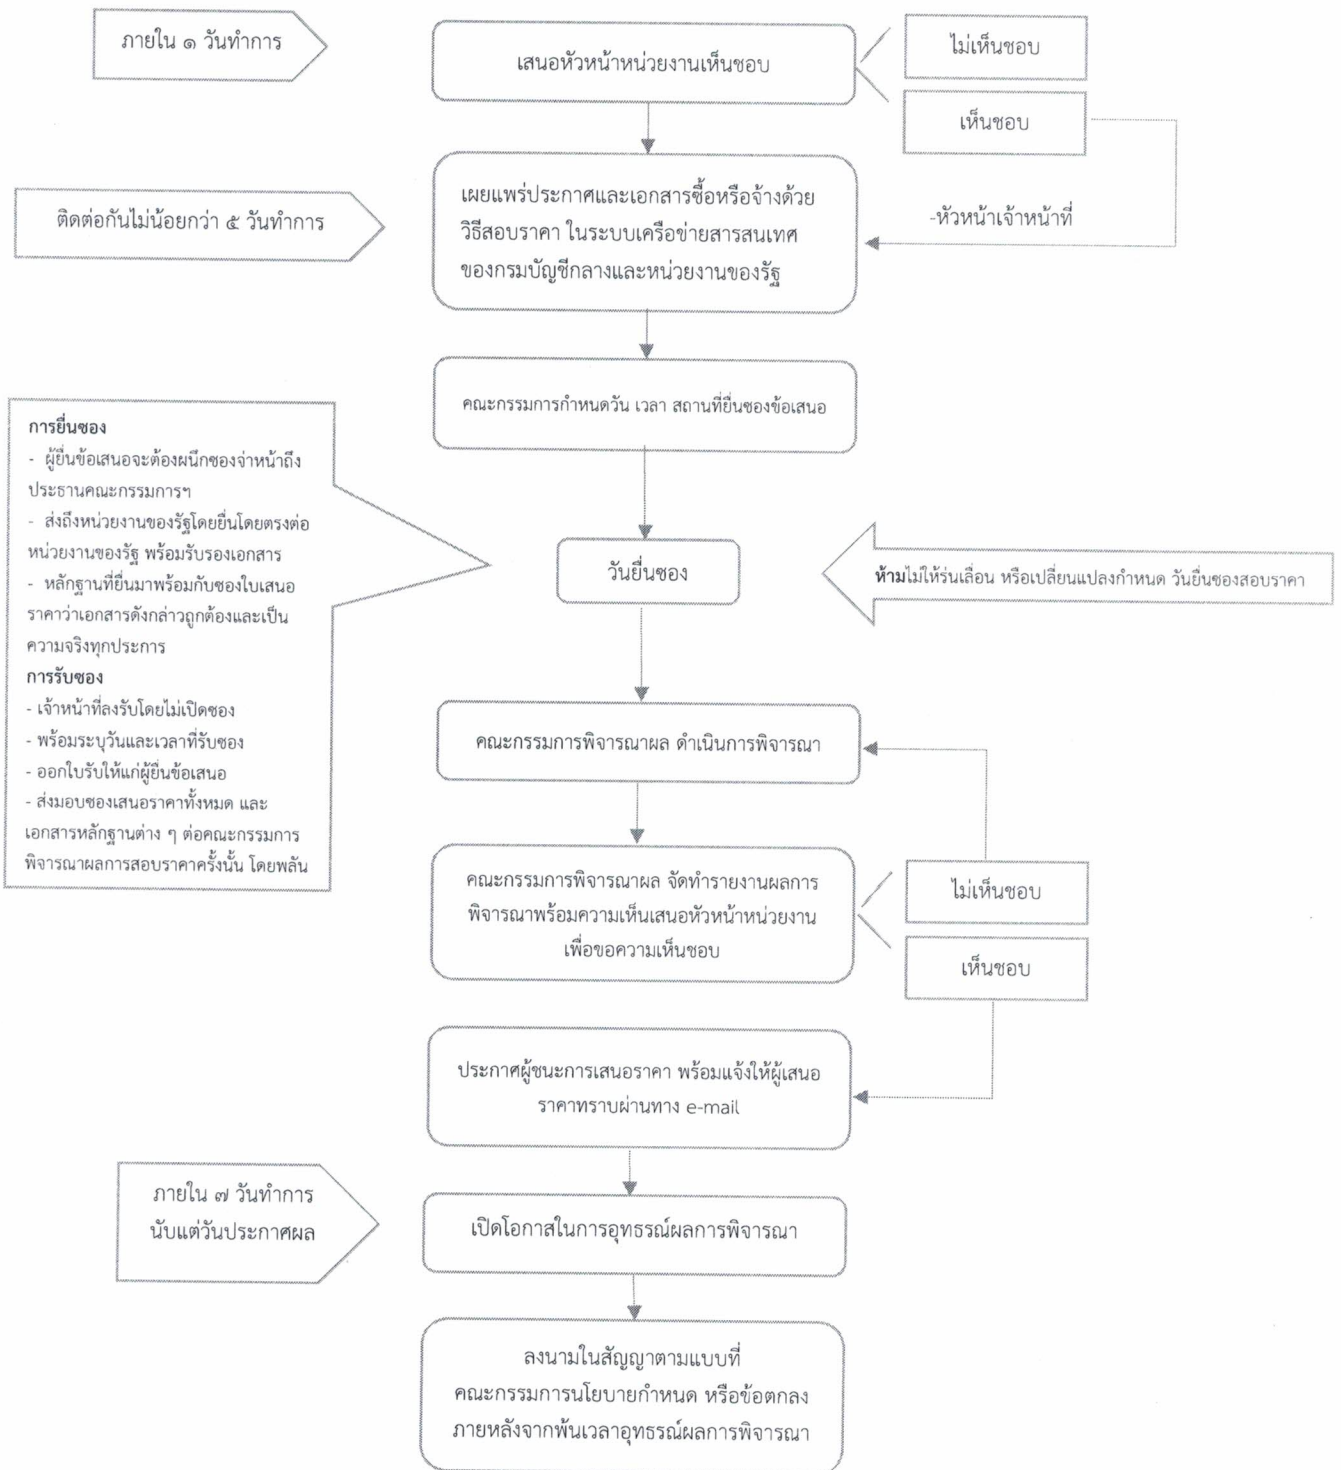 ภายใน ๑ วันทำการ
เสนอหัวหน้าหน่วยงานเห็นชอบ
ไม่เห็นชอบ
เห็นชอบ
ติดต่อกันไม่น้อยกว่า ๕ วันทำการ
เผยแพร่ประกาศและเอกสารซื้อหรือจ้างด้วย
วิธีสอบราคา ในระบบเครือข่ายสารสนเทศ
ของกรมบัญชีกลางและหน่วยงานของรัฐ
-หัวหน้าเจ้าหน้าที่
คณะกรรมการกำหนดวัน เวลา สถานที่ยื่นซองข้อเสนอ
การยื่นซอง
- ผู้ยื่นข้อเสนอจะต้องผนึกซองจ่าหน้าถึง
ประธานคณะกรรมการฯ
- ส่งถึงหน่วยงานของรัฐโดยยื่นโดยตรงต่อ
หน่วยงานของรัฐ พร้อมรับรองเอกสาร
- หลักฐานที่ยื่นมาพร้อมกับซองใบเสนอ
ราคาว่าเอกสารดังกล่าวถูกต้องและเป็น
ความจริงทุกประการ
การรับซอง
- เจ้าหน้าที่ลงรับโดยไม่เปิดซอง
- พร้อมระบุวันและเวลาที่รับซอง
- ออกใบรับให้แก่ผู้ยื่นข้อเสนอ
- ส่งมอบซองเสนอราคาทั้งหมด และ
เอกสารหลักฐานต่าง ๆ ต่อคณะกรรมการ
พิจารณาผลการสอบราคาครั้งนั้น โดยพลัน
วันยื่นซอง
ห้ามไม่ให้ร่นเลื่อน หรือเปลี่ยนแปลงกำหนด วันยื่นซองสอบราคา
คณะกรรมการพิจารณาผล ดำเนินการพิจารณา
คณะกรรมการพิจารณาผล จัดทำรายงานผลการ
พิจารณาพร้อมความเห็นเสนอหัวหน้าหน่วยงาน
เพื่อขอความเห็นชอบ
ไม่เห็นชอบ
เห็นชอบ
ประกาศผู้ชนะการเสนอราคา พร้อมแจ้งให้ผู้เสนอ
ราคาทราบผ่านทาง e-mail
ภายใน ๗ วันทำการ
นับแต่วันประกาศผล
เปิดโอกาสในการอุทธรณ์ผลการพิจารณา
ลงนามในสัญญาตามแบบที่
คณะกรรมการนโยบายกำหนด หรือข้อตกลง
ภายหลังจากพ้นเวลาอุทธรณ์ผลการพิจารณา